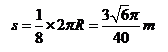 s = 1/8 × 2πR = 3√6π/40 m